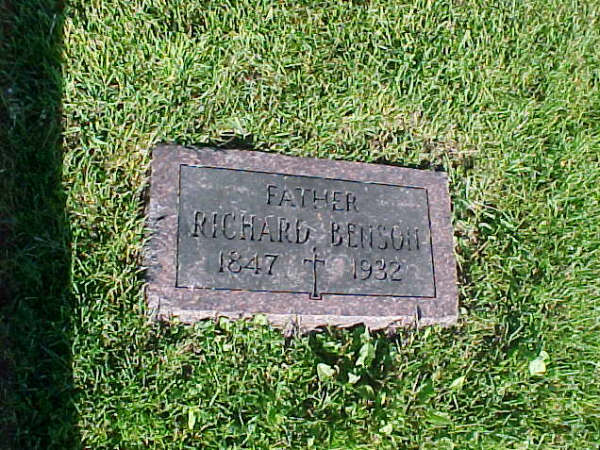 FATHER
RICHARD BENSON
1847 1932